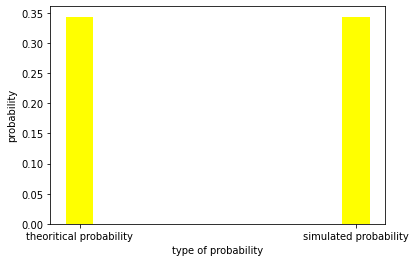 0.35
0.30
0.25
0.20
0.15
0.10
0.05
0.00
probability
theoritical probability
simulated probability
type of probability